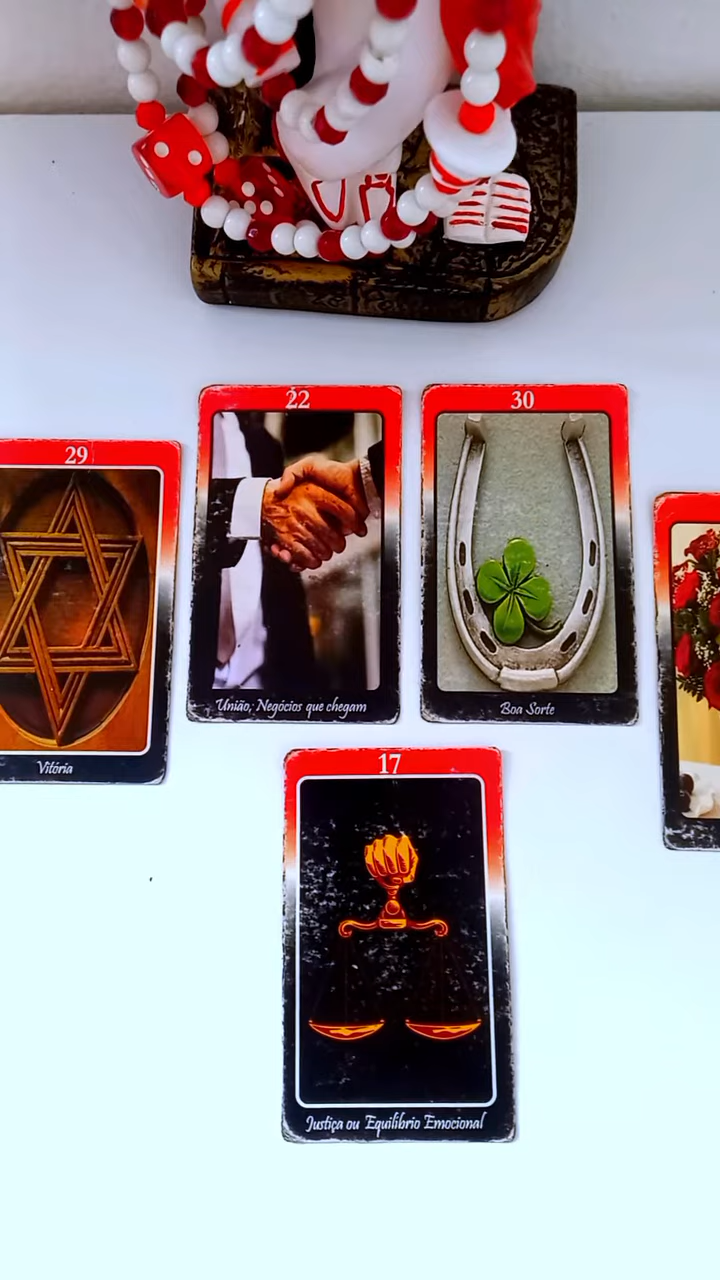 29
Vitória
22
União, Negócios que chegam
30
Boa Sorte
17
Justiça ou Equilíbrio Emocional